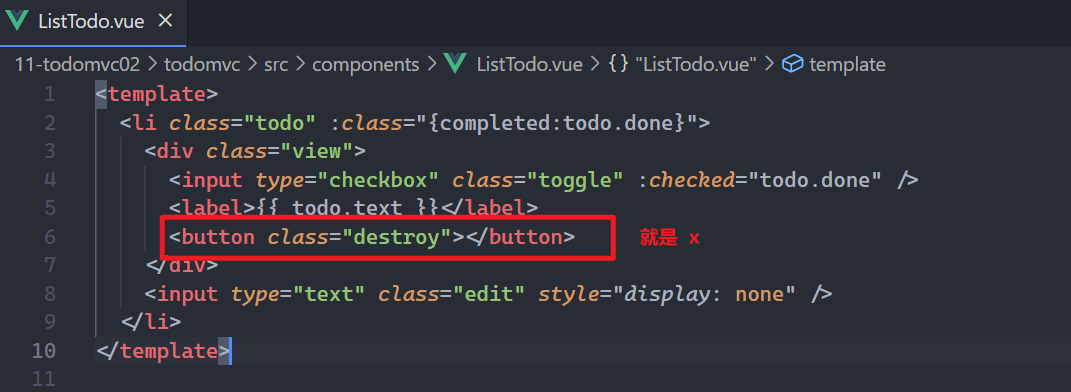 ListTodo.vue
11-todomvc02 > todomvc > src > components > ListTodo.vue > {} "ListTodo.vue" > template
1 <template>
2 <li class="todo" :class="{completed:todo.done}">
3 <div class="view">
4 <input type="checkbox" class="toggle" :checked="todo.done" />
5 <label>{{ todo.text }}</label>
6 <button class="destroy"></button> 就是 x
7 </div>
8 <input type="text" class="edit" style="display: none" />
9 </li>
10 </template>
11